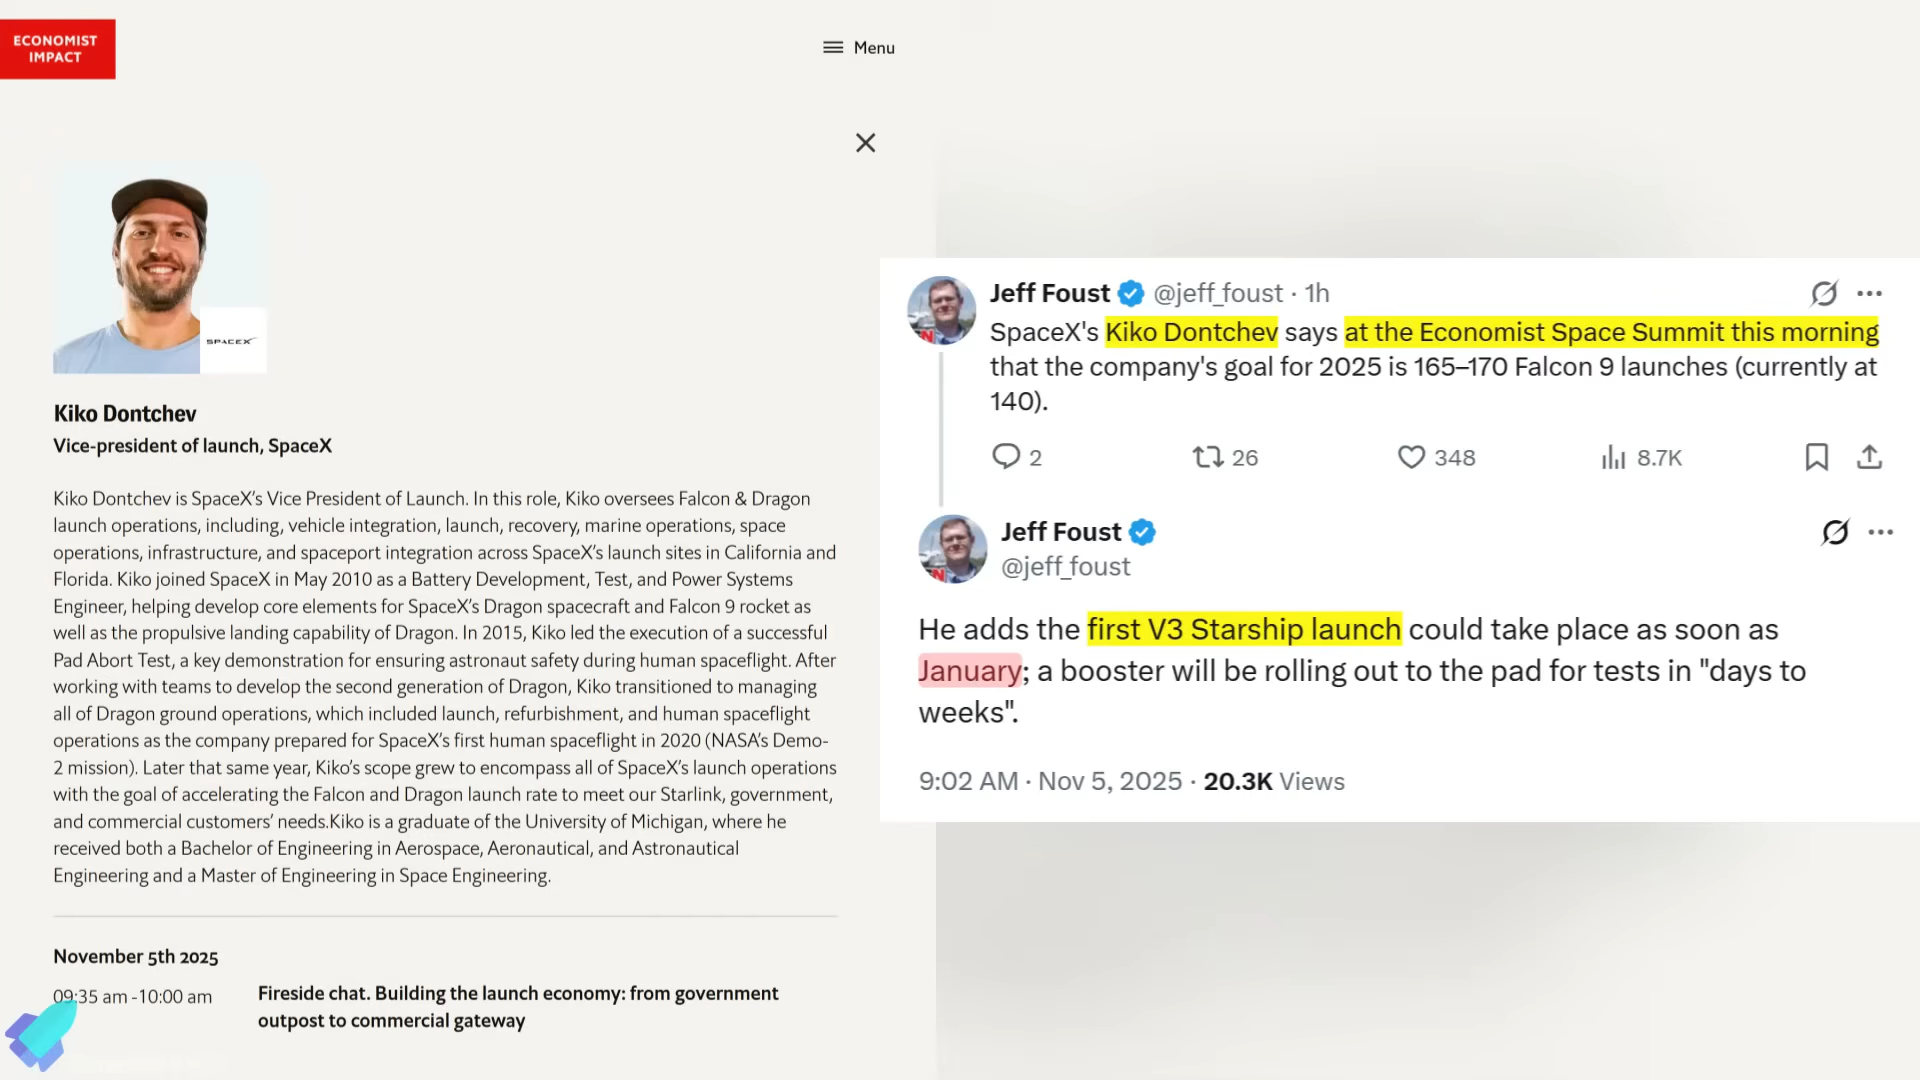 ECONOMIST
IMPACT
Menu
SPACEX
Kiko Dontchev
Vice-president of launch, SpaceX
Kiko Dontchev is SpaceX’s Vice President of Launch. In this role, Kiko oversees Falcon & Dragon
launch operations, including, vehicle integration, launch, recovery, marine operations, space
operations, infrastructure, and spaceport integration across SpaceX’s launch sites in California and
Florida. Kiko joined SpaceX in May 2010 as a Battery Development, Test, and Power Systems
Engineer, helping develop core elements for SpaceX’s Dragon spacecraft and Falcon 9 rocket as
well as the propulsive landing capability of Dragon. In 2015, Kiko led the execution of a successful
Pad Abort Test, a key demonstration for ensuring astronaut safety during human spaceflight. After
working with teams to develop the second generation of Dragon, Kiko transitioned to managing
all of Dragon ground operations, which included launch, refurbishment, and human spaceflight
operations as the company prepared for SpaceX’s first human spaceflight in 2020 (NASA’s Demo-
2 mission). Later that same year, Kiko’s scope grew to encompass all of SpaceX’s launch operations
with the goal of accelerating the Falcon and Dragon launch rate to meet our Starlink, government,
and commercial customers’ needs.Kiko is a graduate of the University of Michigan, where he
received both a Bachelor of Engineering in Aerospace, Aeronautical, and Astronautical
Engineering and a Master of Engineering in Space Engineering.
November 5th 2025
09:35 am -10:00 am
Fireside chat. Building the launch economy: from government
outpost to commercial gateway
Jeff Foust @jeff_foust · 1h
SpaceX's Kiko Dontchev says at the Economist Space Summit this morning
that the company's goal for 2025 is 165–170 Falcon 9 launches (currently at
140).
2 26 348 8.7K
Jeff Foust
@jeff_foust
He adds the first V3 Starship launch could take place as soon as
January; a booster will be rolling out to the pad for tests in "days to
weeks".
9:02 AM · Nov 5, 2025 · 20.3K Views